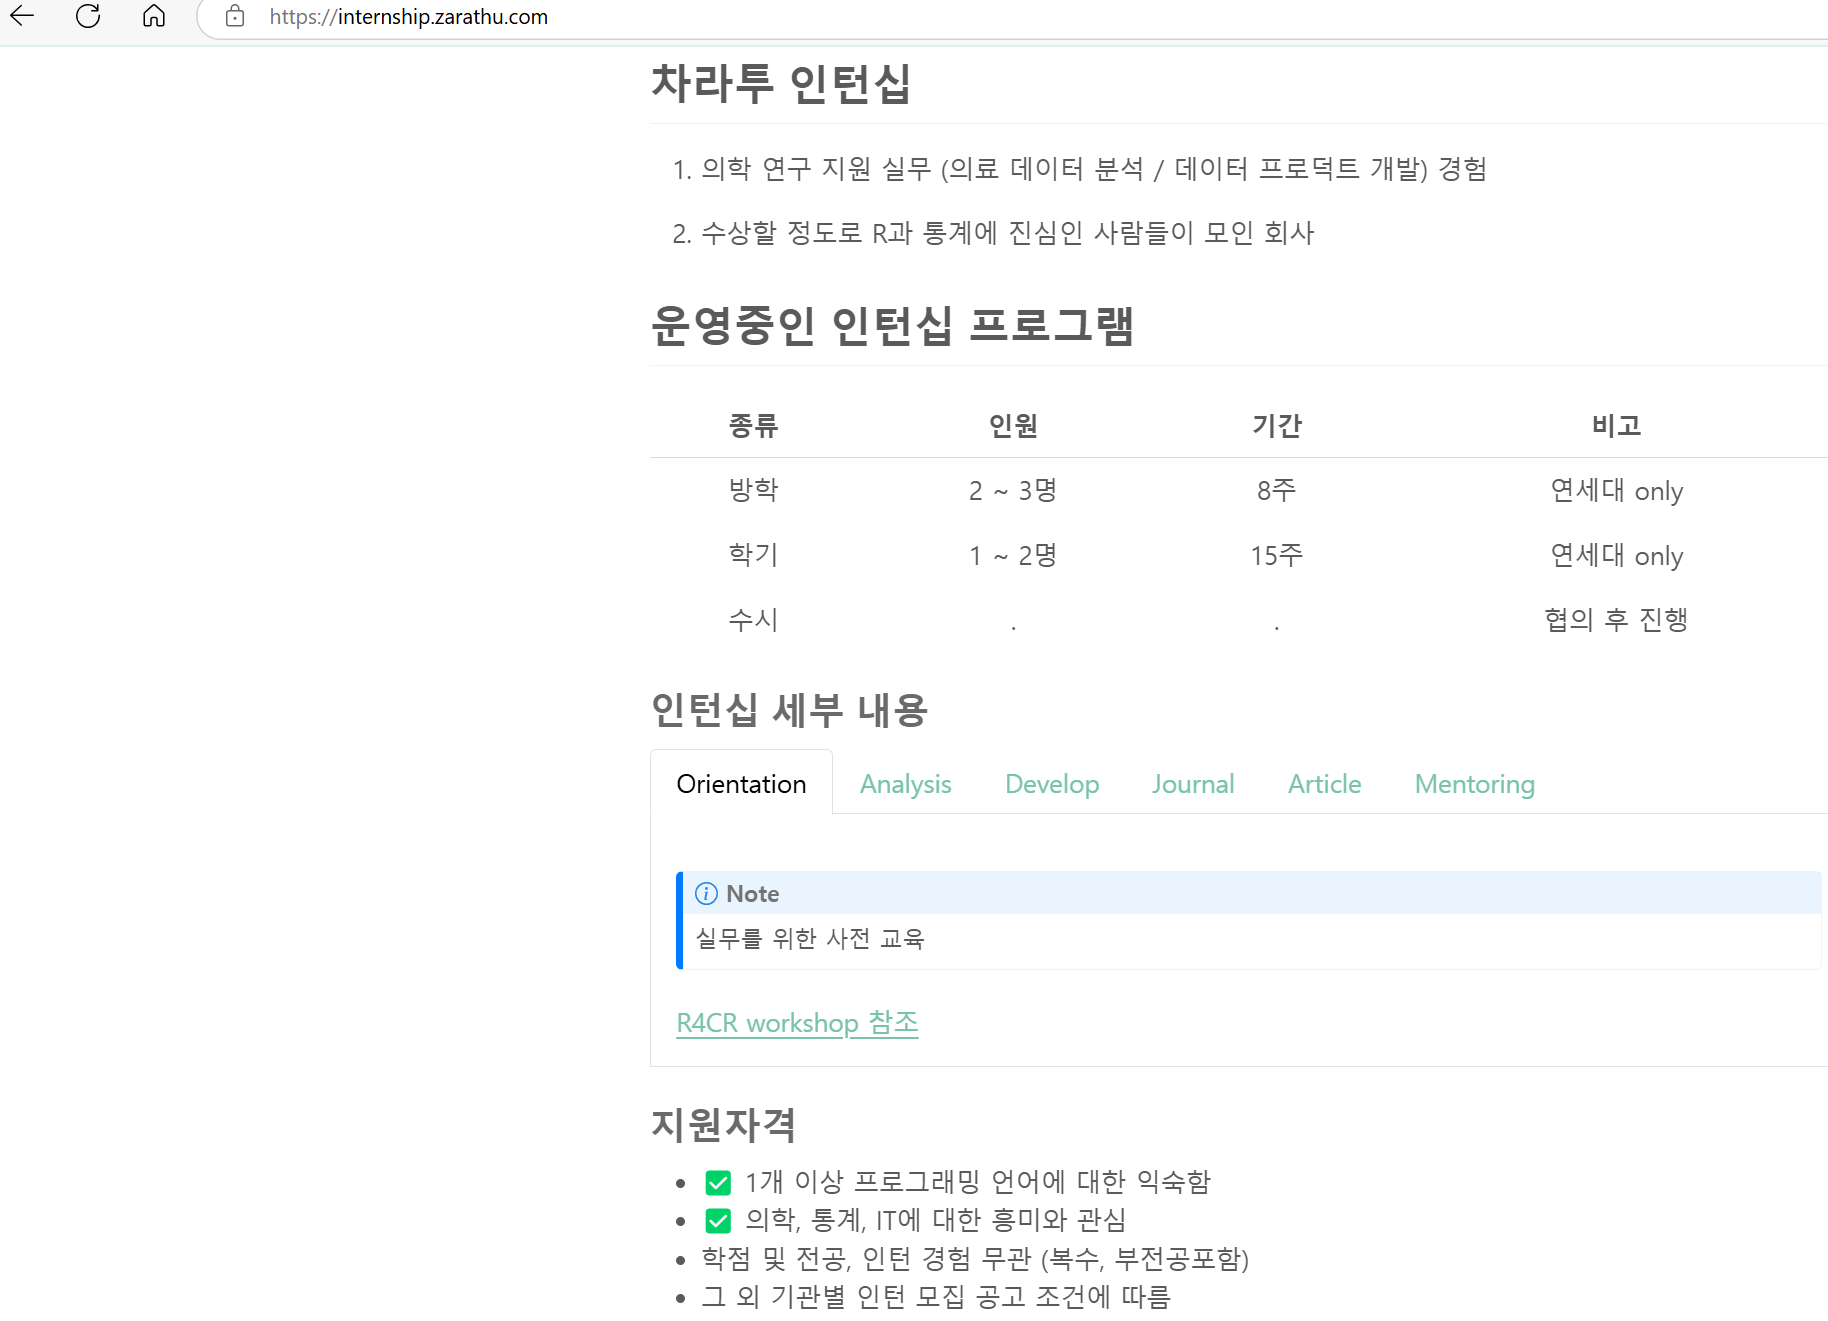 https://internship.zarathu.com
차라투 인턴십
1. 의학 연구 지원 실무 (의료 데이터 분석 / 데이터 프로덕트 개발) 경험
2. 수상할 정도로 R과 통계에 진심인 사람들이 모인 회사
운영중인 인턴십 프로그램
종류 인원 기간 비고
방학 2 ~ 3명 8주 연세대 only
학기 1 ~ 2명 15주 연세대 only
수시 . . 협의 후 진행
인턴십 세부 내용
Orientation Analysis Develop Journal Article Mentoring
Note
실무를 위한 사전 교육
R4CR workshop 참조
지원자격
• ✅ 1개 이상 프로그래밍 언어에 대한 익숙함
• ✅ 의학, 통계, IT에 대한 흥미와 관심
• 학점 및 전공, 인턴 경험 무관 (복수, 부전공포함)
• 그 외 기관별 인턴 모집 공고 조건에 따름